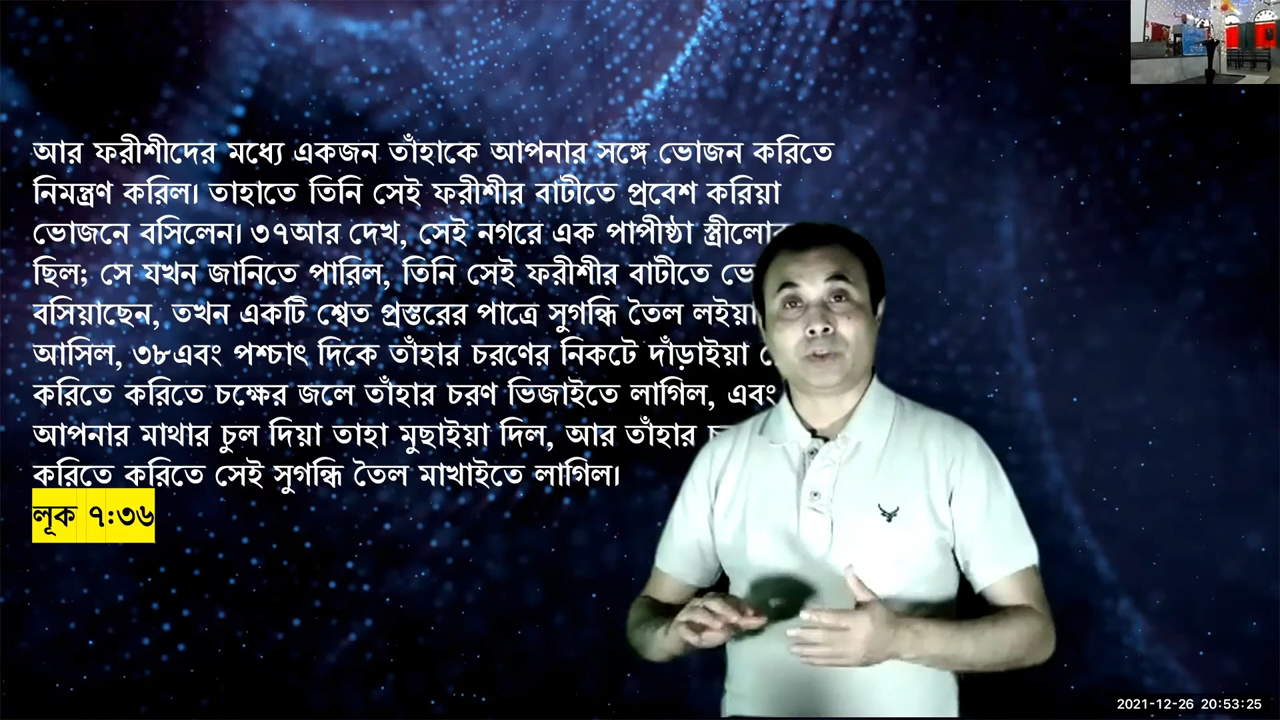 আর ফরীশীদের মধ্যে একজন তাঁহাকে আপনার সঙ্গে ভোজন করিতে
নিমন্ত্রণ করিল। তাহাতে তিনি সেই ফরীশীর বাটীতে প্রবেশ করিয়া
ভোজনে বসিলেন। ৩৭আর দেখ, সেই নগরে এক পাপীষ্ঠা
ছিল; সে যখন জানিতে পারিল, তিনি সেই ফরীশীর বাটীতে
বসিয়াছেন, তখন একটি শ্বেত প্রস্তরের পাত্রে সুগন্ধি তৈল লইয়া
আসিল, ৩৮এবং পশ্চাৎ দিকে তাঁহার চরণের নিকটে দাঁড়াইয়া
করিতে করিতে চক্ষের জলে তাঁহার চরণ ভিজাইতে লাগিল, এবং
আপনার মাথার চুল দিয়া তাহা মুছাইয়া দিল, আর তাঁহার
করিতে করিতে সেই সুগন্ধি তৈল মাখাইতে লাগিল।
লূক ৭:৩৬
2021-12-26 20:53:25